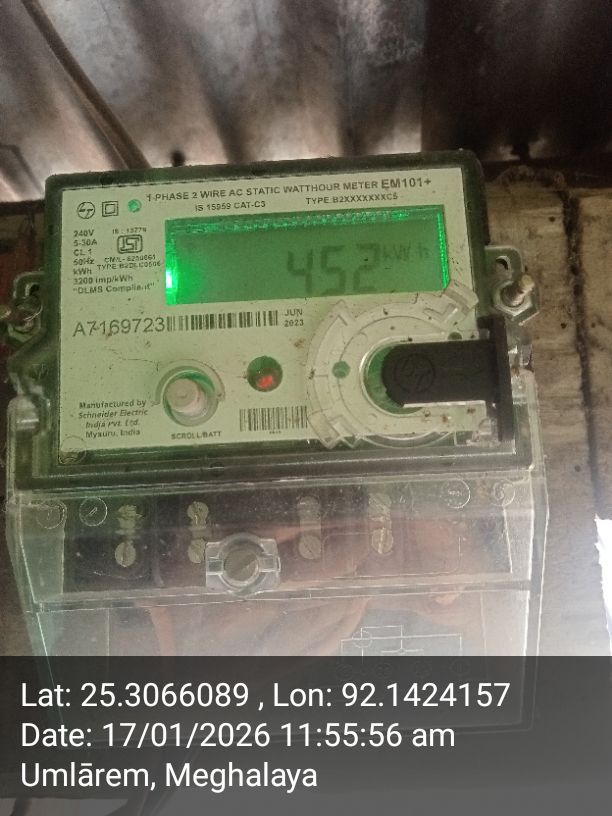 1-PHASE 2 WIRE AC STATIC WATTHOUR METER EM101+
IS 15959 CAT-C3 TYPE:B2XXXXXXXC5
240V
5-30A
CL 1
50Hz
kWh
3200 imp/kWh
"DLMS Compliant"
IS : 13779
ISI
452 kWh
A7169723
JUN
2023
Manufactured by
Schneider Electric
India Pvt. Ltd.
Mysuru, India
SCROLL/BATT
Lat: 25.3066089 , Lon: 92.1424157
Date: 17/01/2026 11:55:56 am
Umlārem, Meghalaya